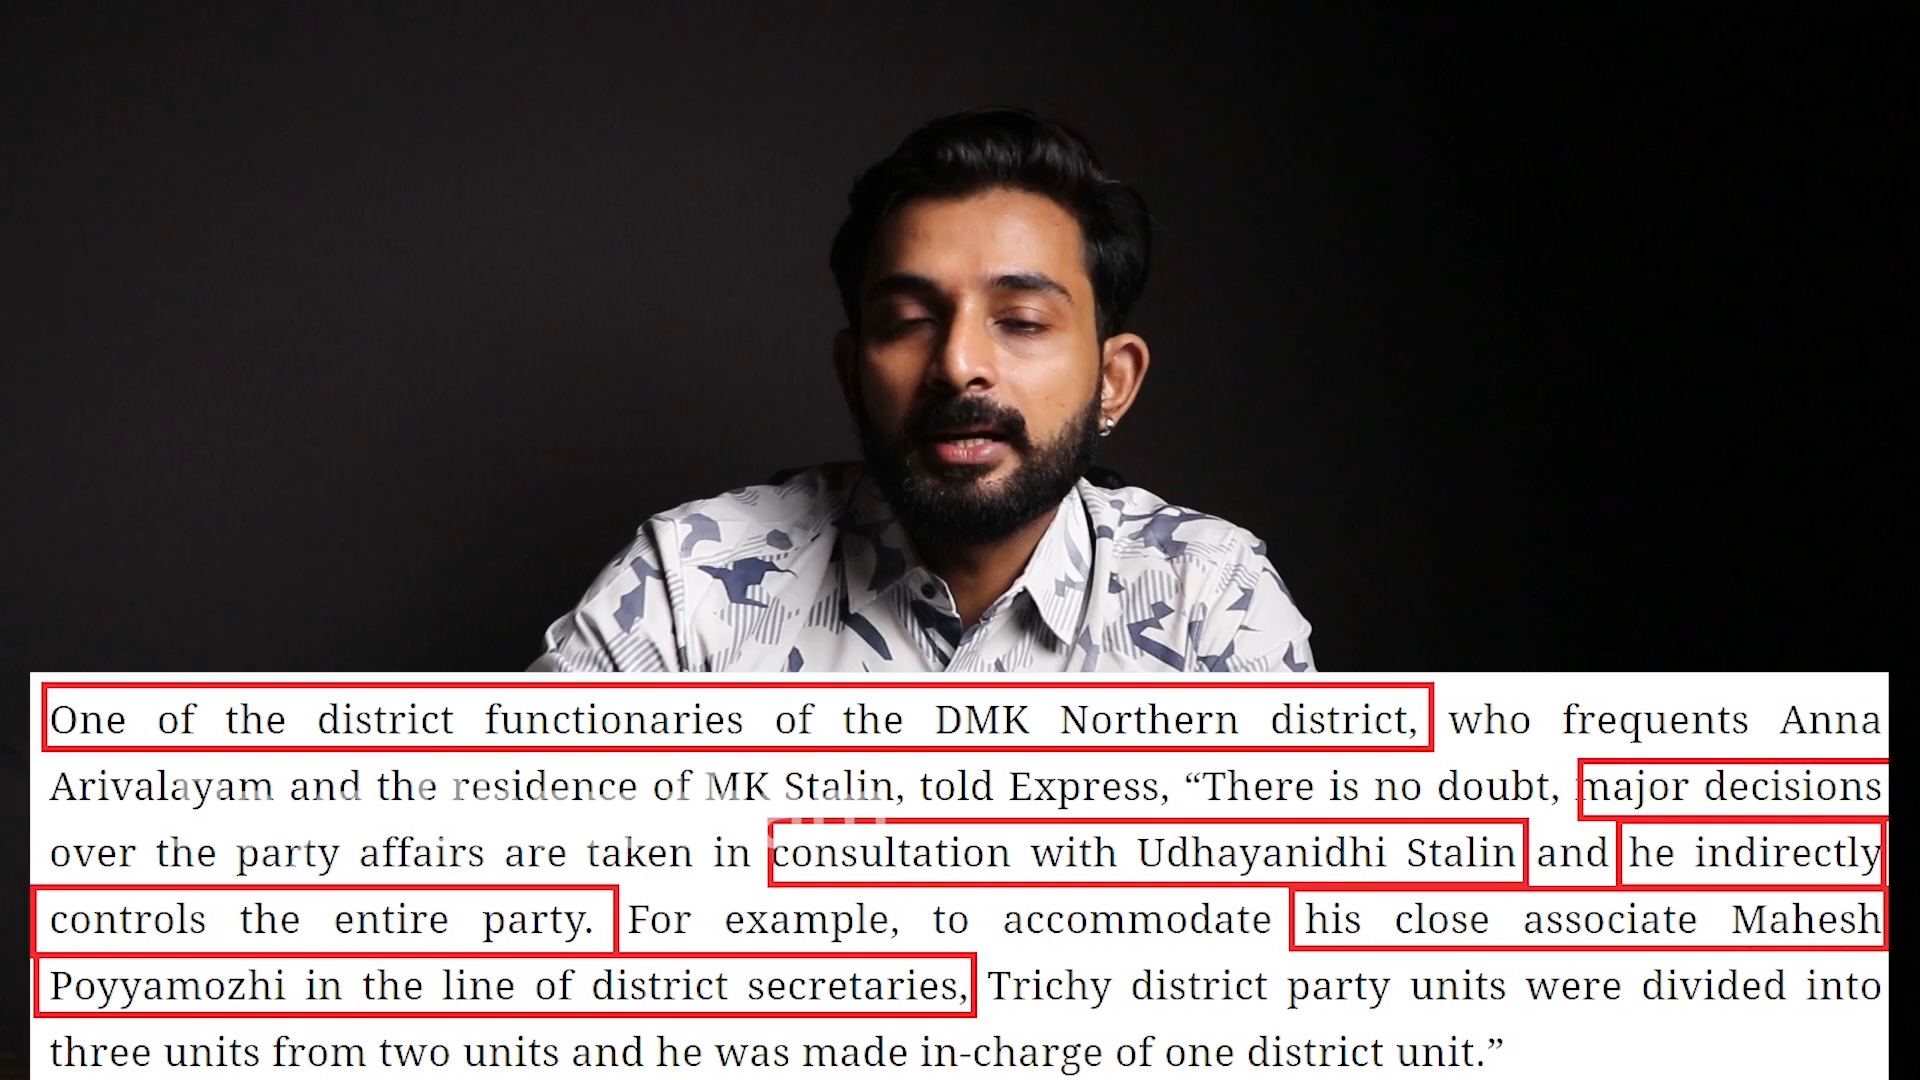 One of the district functionaries of the DMK Northern district, who frequents Anna
Arivalayam and the residence of MK Stalin, told Express, “There is no doubt, major decisions
over the party affairs are taken in consultation with Udhayanidhi Stalin and he indirectly
controls the entire party. For example, to accommodate his close associate Mahesh
Poyyamozhi in the line of district secretaries, Trichy district party units were divided into
three units from two units and he was made in-charge of one district unit.”